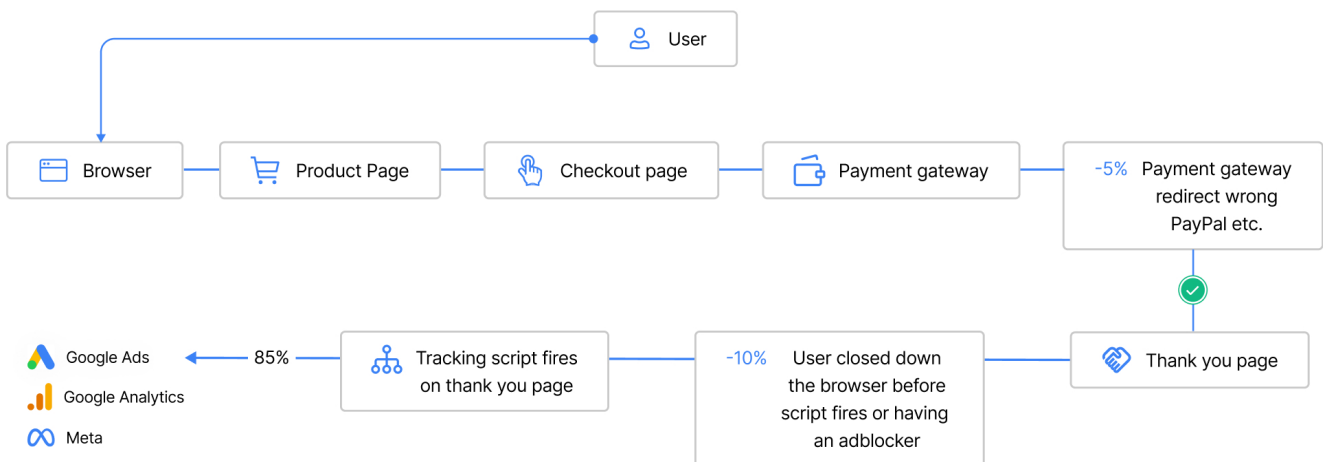 User
Browser
Product Page
Checkout page
Payment gateway
-5% Payment gateway
redirect wrong
PayPal etc.
Thank you page
-10% User closed down
the browser before
script fires or having
an adblocker
Tracking script fires
on thank you page
85%
Google Ads
Google Analytics
Meta